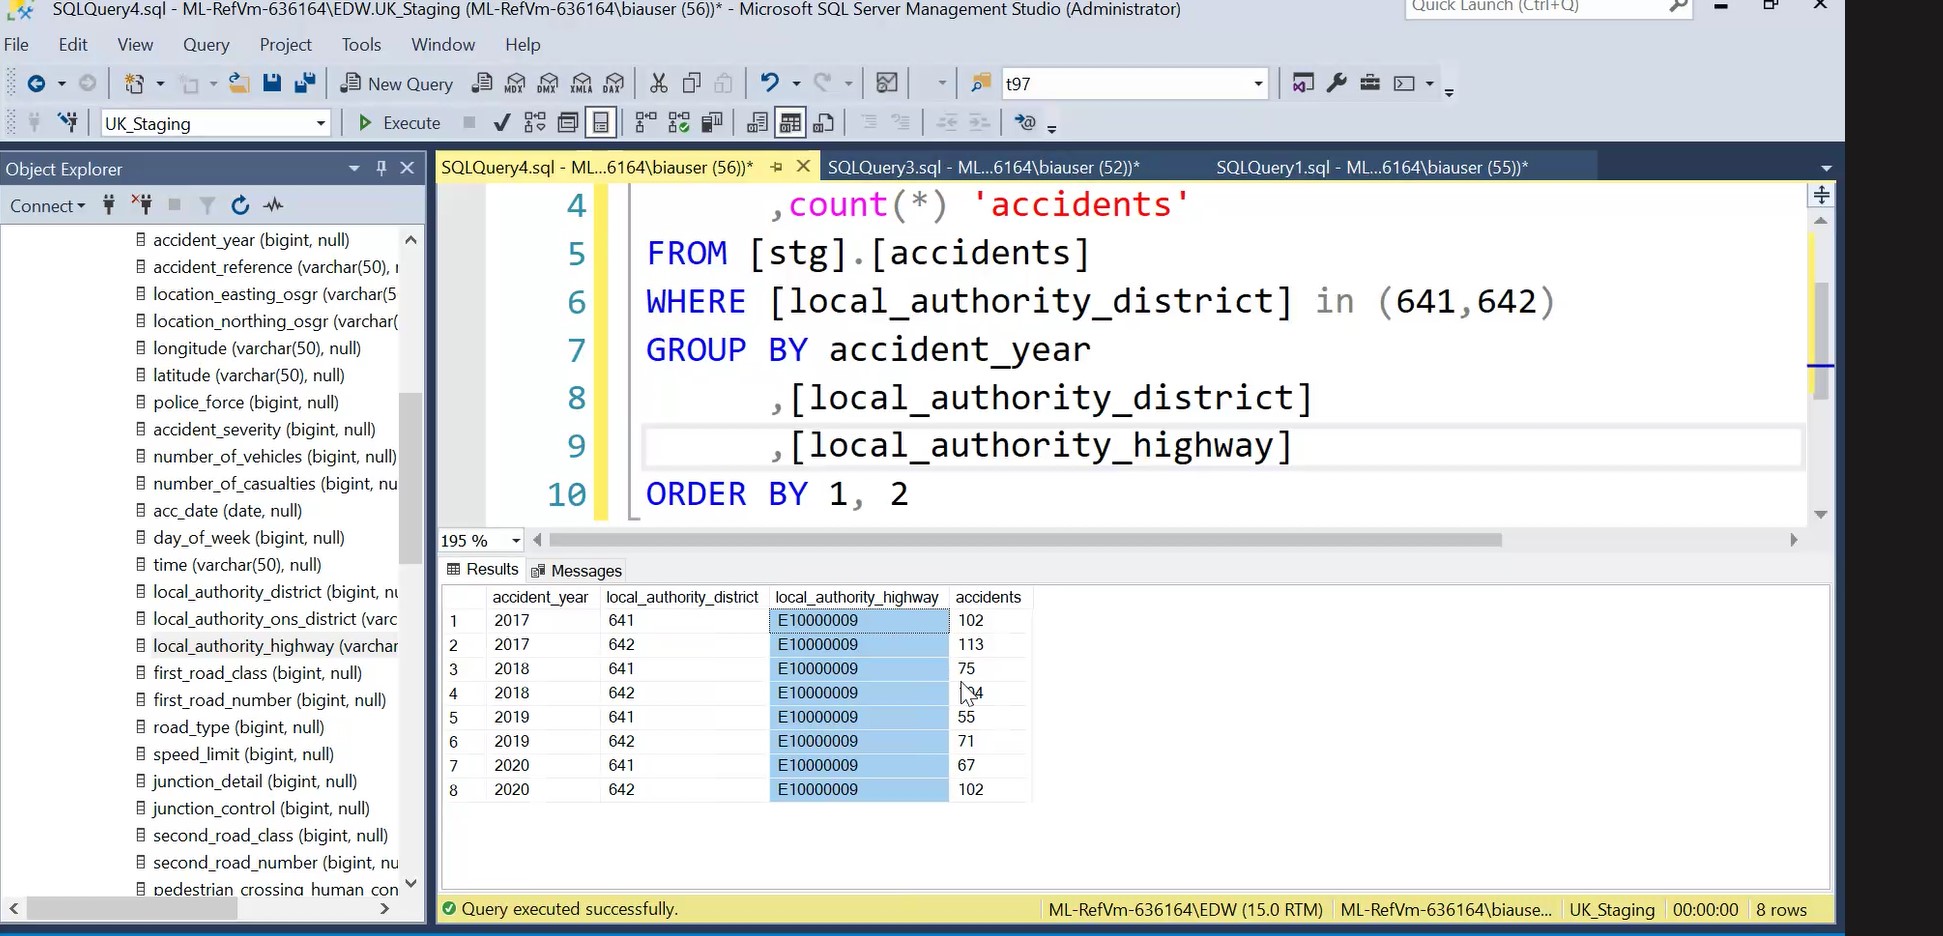 SQLQuery4.sql - ML-RefVm-636164\EDW.UK_Staging (ML-RefVm-636164\biauser (56))* - Microsoft SQL Server Management Studio (Administrator)
Quick Launch (Ctrl+Q)
File Edit View Query Project Tools Window Help
New Query MDX DMX XMLA DAX t97
UK_Staging Execute
Object Explorer
Connect
accident_year (bigint, null)
accident_reference (varchar(50), 
location_easting_osgr (varchar(5
location_northing_osgr (varchar(
longitude (varchar(50), null)
latitude (varchar(50), null)
police_force (bigint, null)
accident_severity (bigint, null)
number_of_vehicles (bigint, null)
number_of_casualties (bigint, nu
acc_date (date, null)
day_of_week (bigint, null)
time (varchar(50), null)
local_authority_district (bigint, nu
local_authority_ons_district (varc
local_authority_highway (varchar
first_road_class (bigint, null)
first_road_number (bigint, null)
road_type (bigint, null)
speed_limit (bigint, null)
junction_detail (bigint, null)
junction_control (bigint, null)
second_road_class (bigint, null)
second_road_number (bigint, nu
pedestrian_crossing_human_con
SQLQuery4.sql - ML...6164\biauser (56))* SQLQuery3.sql - ML...6164\biauser (52))* SQLQuery1.sql - ML...6164\biauser (55))*
4 ,count(*) 'accidents'
5 FROM [stg].[accidents]
6 WHERE [local_authority_district] in (641,642)
7 GROUP BY accident_year
8 ,[local_authority_district]
9 ,[local_authority_highway]
10 ORDER BY 1, 2
195 %
Results Messages
accident_year local_authority_district local_authority_highway accidents
1 2017 641 E10000009 102
2 2017 642 E10000009 113
3 2018 641 E10000009 75
4 2018 642 E10000009
5 2019 641 E10000009 55
6 2019 642 E10000009 71
7 2020 641 E10000009 67
8 2020 642 E10000009 102
Query executed successfully. ML-RefVm-636164\EDW (15.0 RTM) ML-RefVm-636164\biause... UK_Staging 00:00:00 8 rows